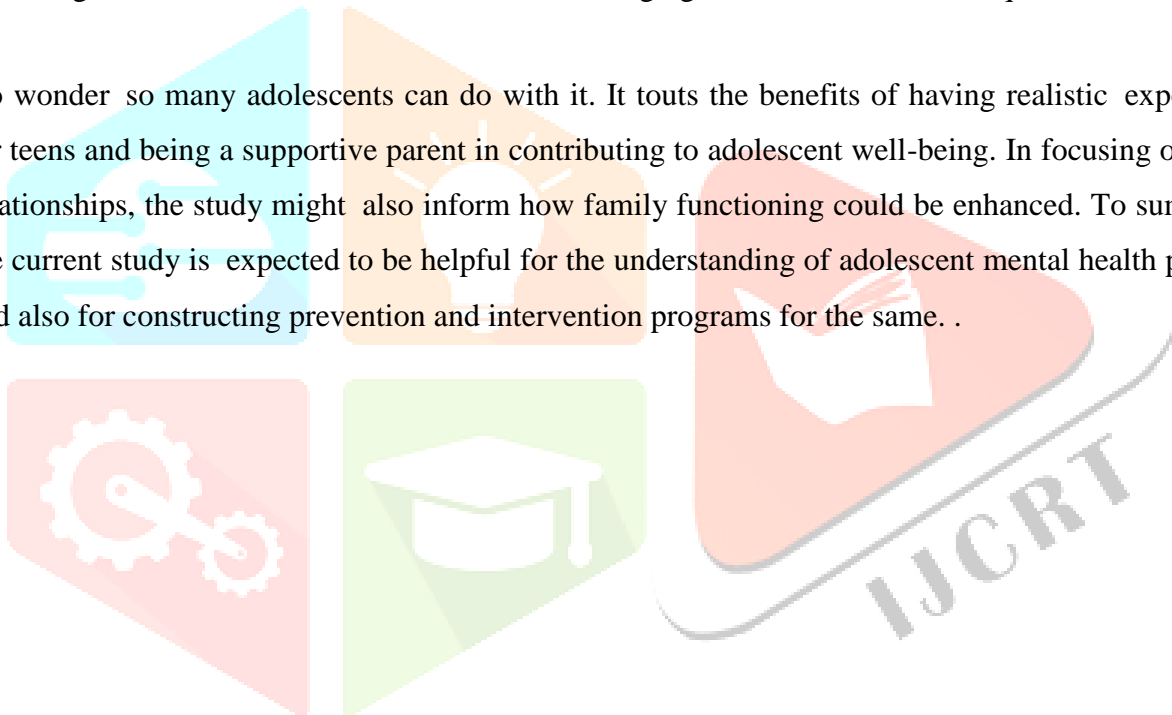 wonder so many adolescents can do with it. It touts the benefits of having realistic
teens and being a supportive parent in contributing to adolescent well-being. In focusing
the study might also inform how family functioning could be enhanced. To
current study is expected to be helpful for the understanding of adolescent mental health
also for constructing prevention and intervention programs for the same. .
IJCRT